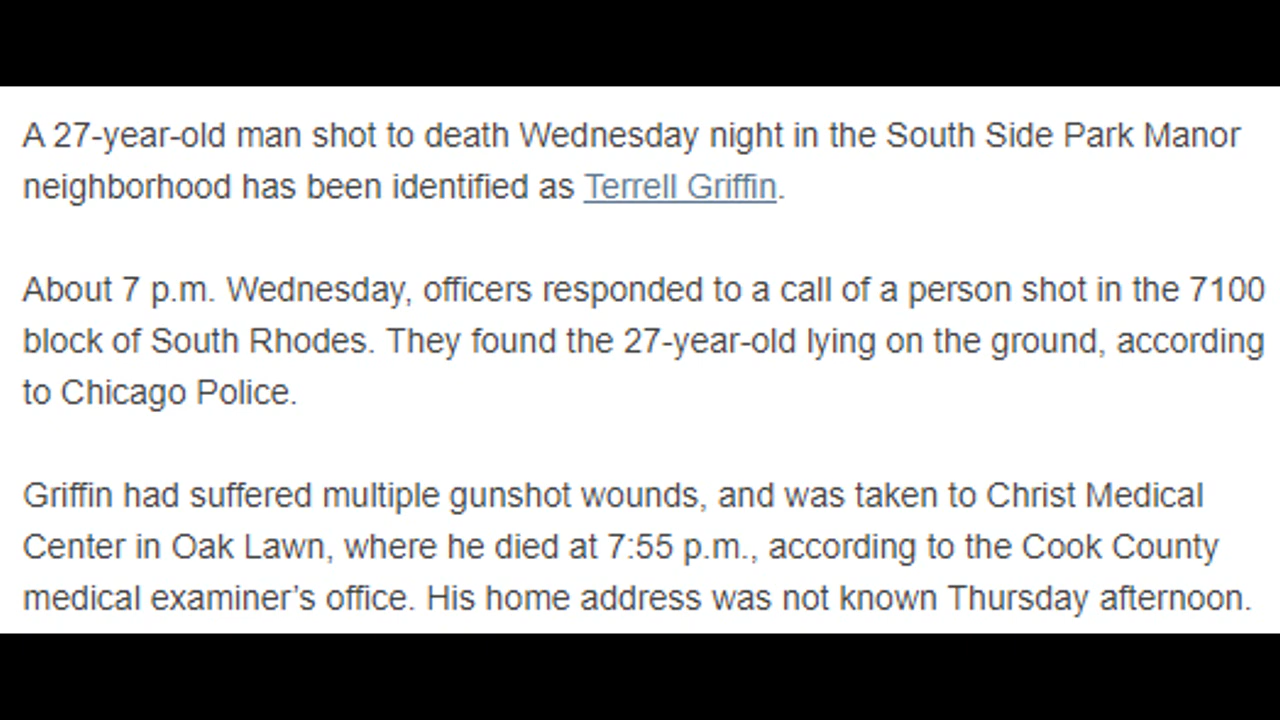 A 27-year-old man shot to death Wednesday night in the South Side Park Manor
neighborhood has been identified as Terrell Griffin.
About 7 p.m. Wednesday, officers responded to a call of a person shot in the 7100
block of South Rhodes. They found the 27-year-old lying on the ground, according
to Chicago Police.
Griffin had suffered multiple gunshot wounds, and was taken to Christ Medical
Center in Oak Lawn, where he died at 7:55 p.m., according to the Cook County
medical examiner’s office. His home address was not known Thursday afternoon.